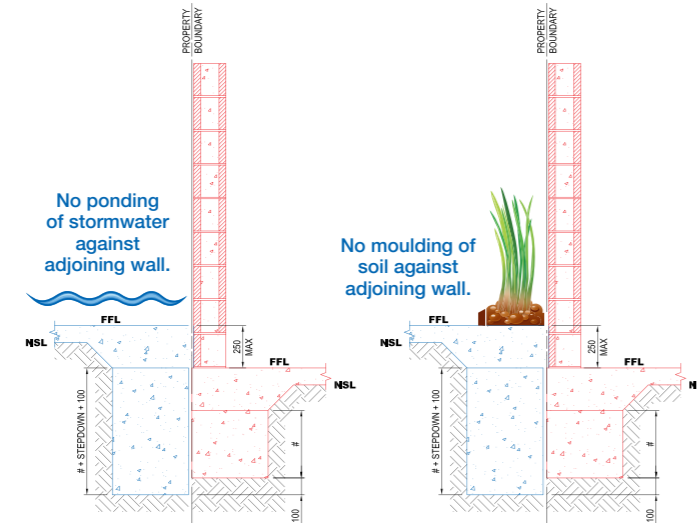 PROPERTY
BOUNDARY
No ponding
of stormwater
against
adjoining wall.
FFL
NSL
250
MAX
FFL
NSL
# + STEPDOWN + 100
#
100
PROPERTY
BOUNDARY
No moulding of
soil against
adjoining wall.
FFL
NSL
250
MAX
FFL
N
# + STEPDOWN + 100
#
100